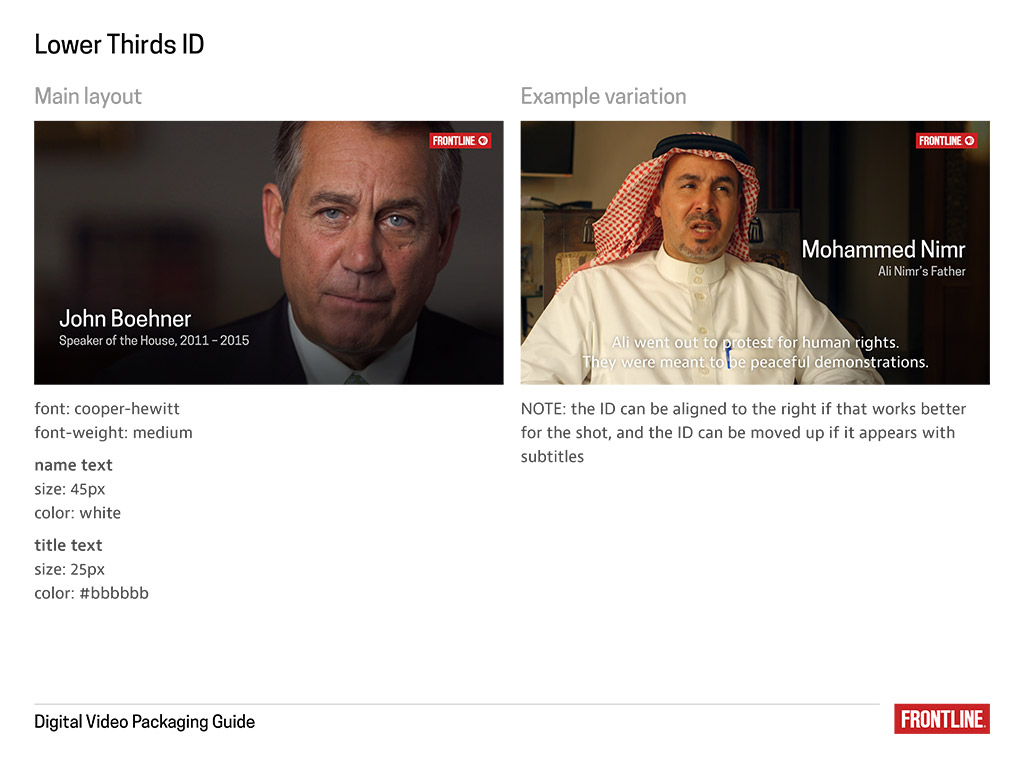 Lower Thirds ID
Main layout
FRONTLINE
John Boehner
Speaker of the House, 2011 – 2015
font: cooper-hewitt
font-weight: medium
name text
size: 45px
color: white
title text
size: 25px
color: #bbbbbb
Example variation
FRONTLINE
Mohammed Nimr
Ali Nimr's Father
Ali went out to protest for human rights.
They were meant to be peaceful demonstrations.
NOTE: the ID can be aligned to the right if that works better
for the shot, and the ID can be moved up if it appears with
subtitles
Digital Video Packaging Guide
FRONTLINE